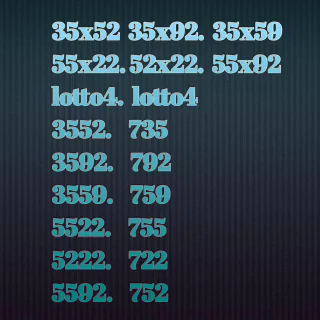 35x52 35x92. 35x59
55x22. 52x22. 55x92
lotto4. lotto4
3552. 735
3592. 792
3559. 759
5522. 755
5222. 722
5592. 752